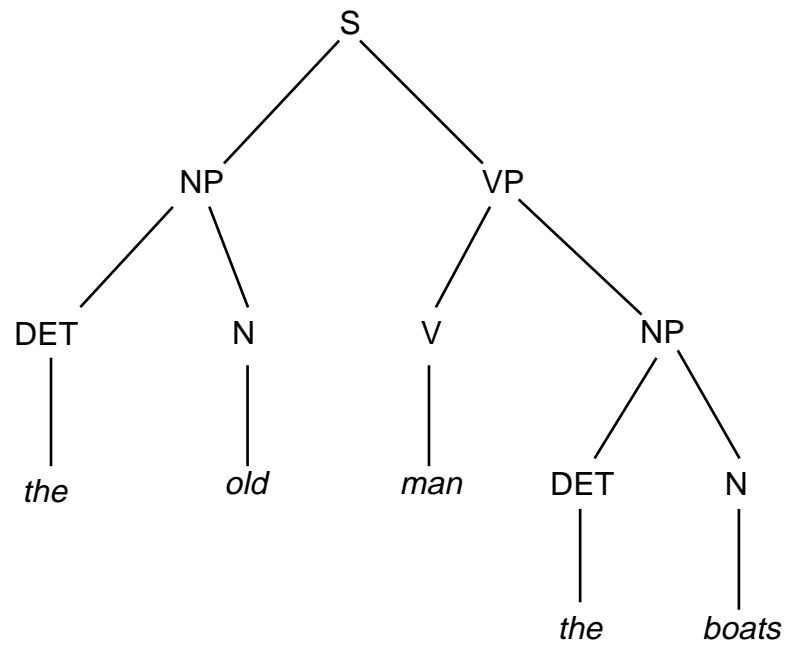 S
NP VP
DET N V NP
the old man DET N
the boats